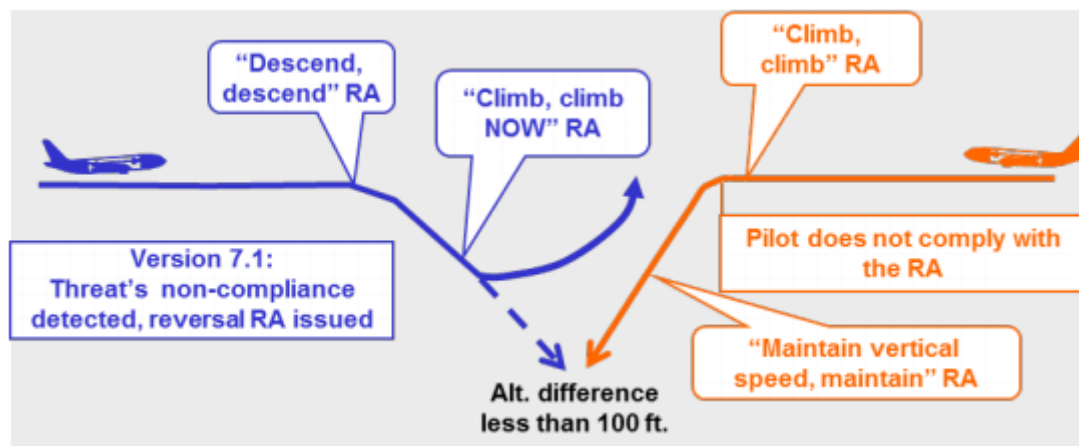 “Descend,
descend” RA
“Climb, climb
NOW” RA
“Climb,
climb” RA
Version 7.1:
Threat’s non-compliance
detected, reversal RA issued
Pilot does not comply with
the RA
“Maintain vertical
speed, maintain” RA
Alt. difference
less than 100 ft.